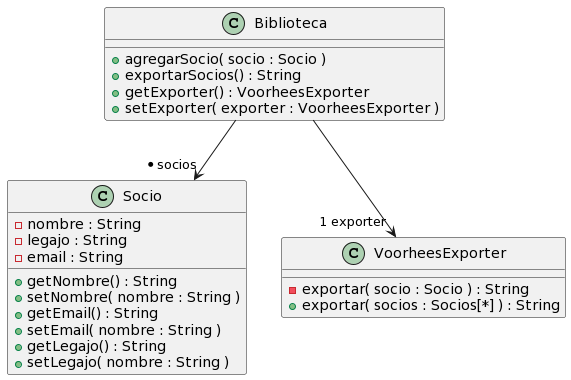 C Biblioteca
agregarSocio( socio : Socio )
exportarSocios() : String
getExporter() : VoorheesExporter
setExporter( exporter : VoorheesExporter )
* socios
1 exporter
C Socio
nombre : String
legajo : String
email : String
getNombre() : String
setNombre( nombre : String )
getEmail() : String
setEmail( nombre : String )
getLegajo() : String
setLegajo( nombre : String )
C VoorheesExporter
exportar( socio : Socio ) : String
exportar( socios : Socios[*] ) : String